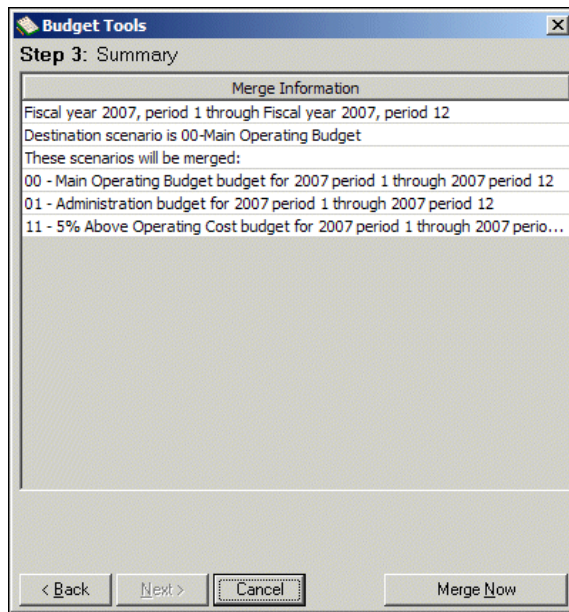 Budget Tools
Step 3: Summary
Merge Information
Fiscal year 2007, period 1 through Fiscal year 2007, period 12
Destination scenario is 00-Main Operating Budget
These scenarios will be merged:
00 - Main Operating Budget budget for 2007 period 1 through 2007 period 12
01 - Administration budget for 2007 period 1 through 2007 period 12
11 - 5% Above Operating Cost budget for 2007 period 1 through 2007 perio...
< Back Next > Cancel Merge Now